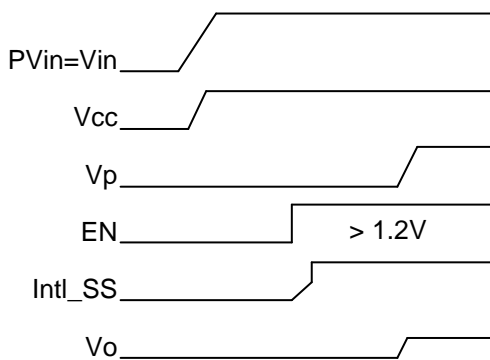 PVin=Vin
Vcc
Vp
EN
> 1.2V
Intl_SS
Vo